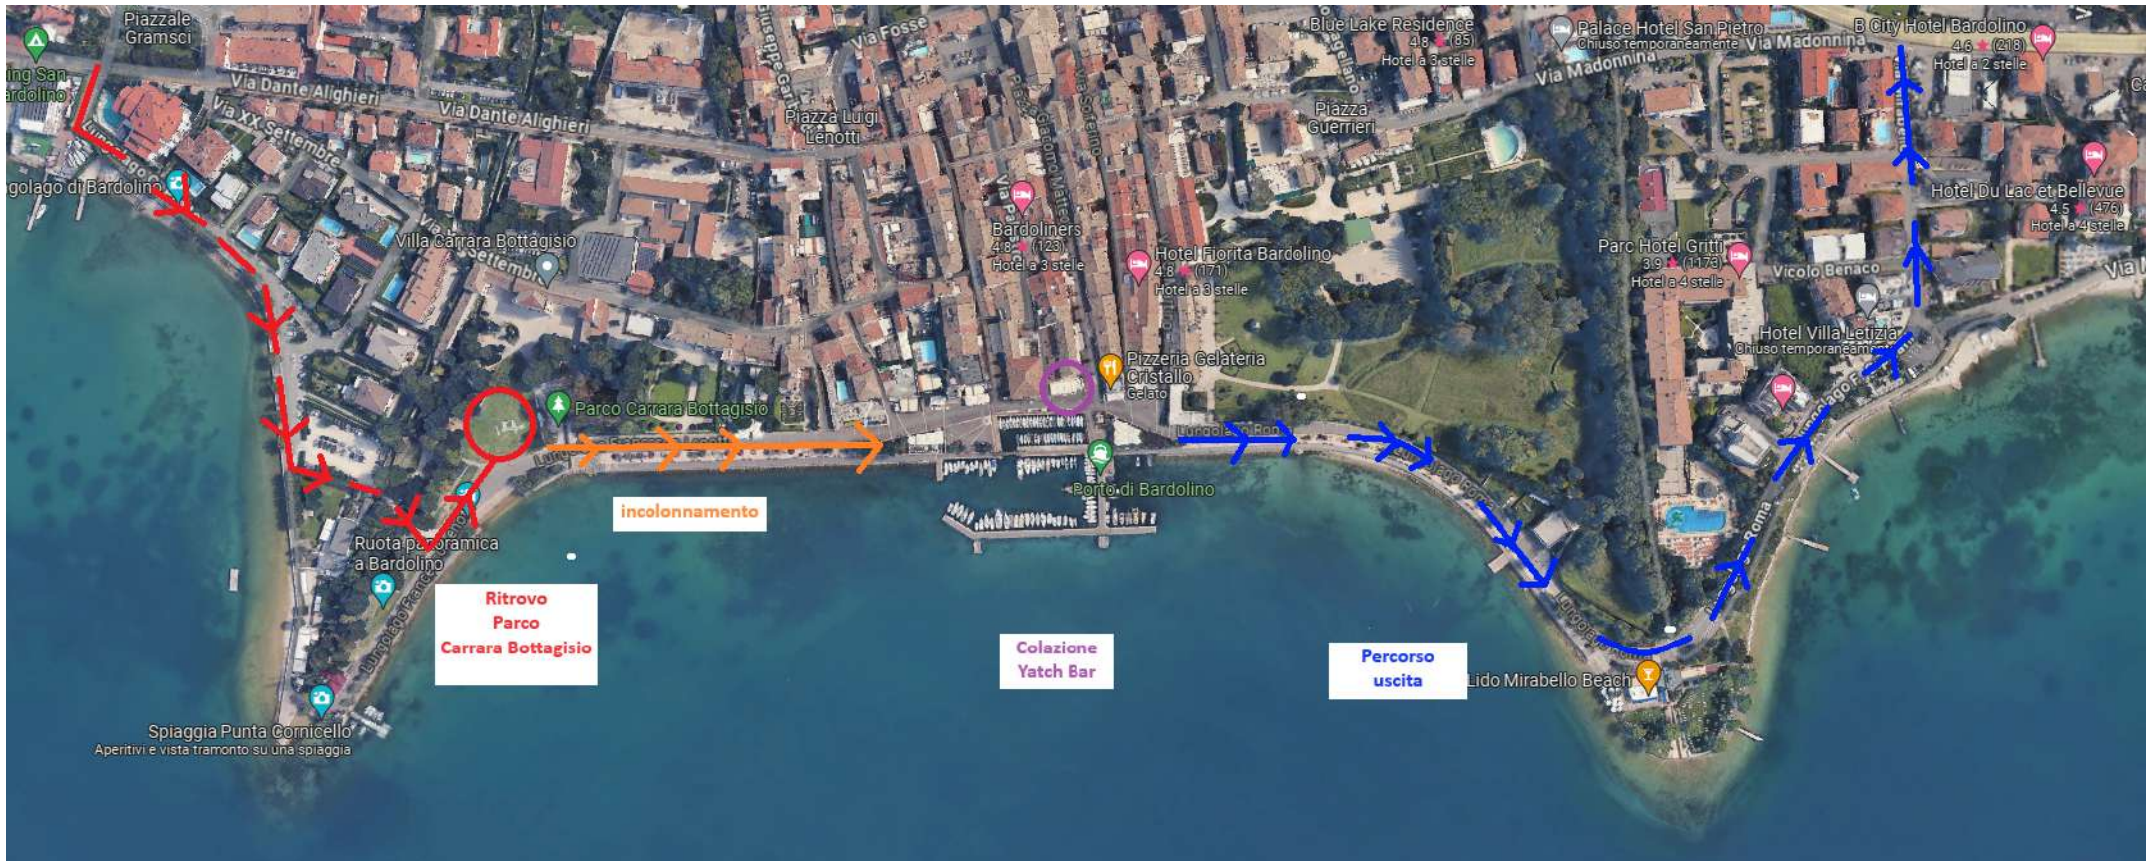 Piazzale
Gramsci
Via Dante Alighieri
Via XX Settembre
Via Dante Alighieri
Piazza Luigi
Lenotti
Via Fosse
Blue Lake Residence
4.8 ★ (85)
Hotel a 3 stelle
Palace Hotel San Pietro
Chiuso temporaneamente
Via Madonnina
Via Madonnina
B City Hotel Bardolino
4.6 ★ (218)
Hotel a 2 stelle
Piazza
Guerrieri
golago di Bardolino
Villa Carrara Bottagisio
Bardoliners
4.8 ★ (123)
Hotel a 3 stelle
Hotel Fiorita Bardolino
4.8 ★ (171)
Hotel a 3 stelle
Hotel Du Lac et Bellevue
4.5 ★ (476)
Hotel a 4 stelle
Parc Hotel Gritti
3.9 ★ (1173)
Hotel a 4 stelle
Vicolo Benaco
Hotel Villa Letizia
Chiuso temporaneamente
Pizzeria Gelateria
Cristallo
Gelato
Parco Carrara Bottagisio
Porto di Bardolino
incolonnamento
Ruota panoramica
a Bardolino
Ritrovo
Parco
Carrara Bottagisio
Colazione
Yatch Bar
Percorso
uscita
Lido Mirabello Beach
Spiaggia Punta Cornicello
Aperitivi e vista tramonto su una spiaggia